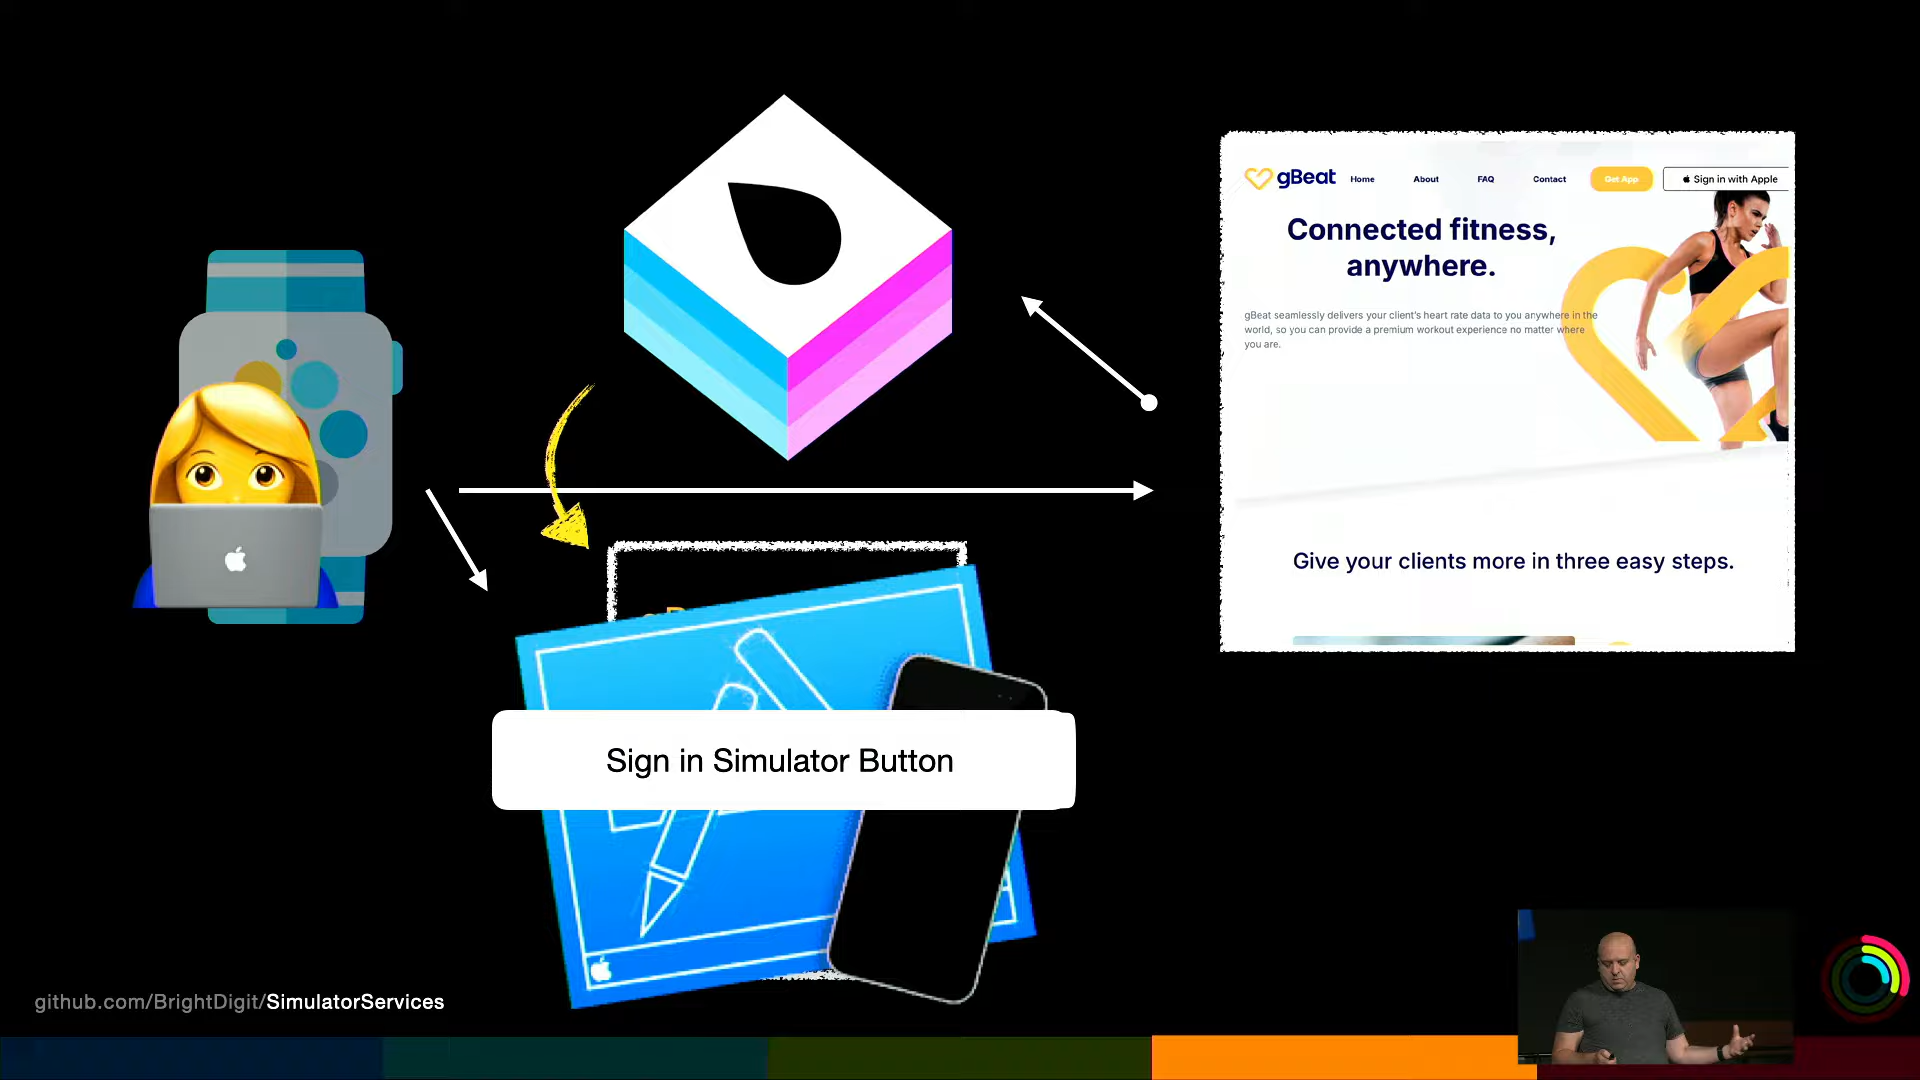 gBeat
Home
About
FAQ
Contact
Get App
Sign in with Apple
Connected fitness,
anywhere.
gBeat seamlessly delivers your client's heart rate data to you anywhere in the
world, so you can provide a premium workout experience no matter where
you are.
Give your clients more in three easy steps.
Sign in Simulator Button
github.com/BrightDigit/SimulatorServices